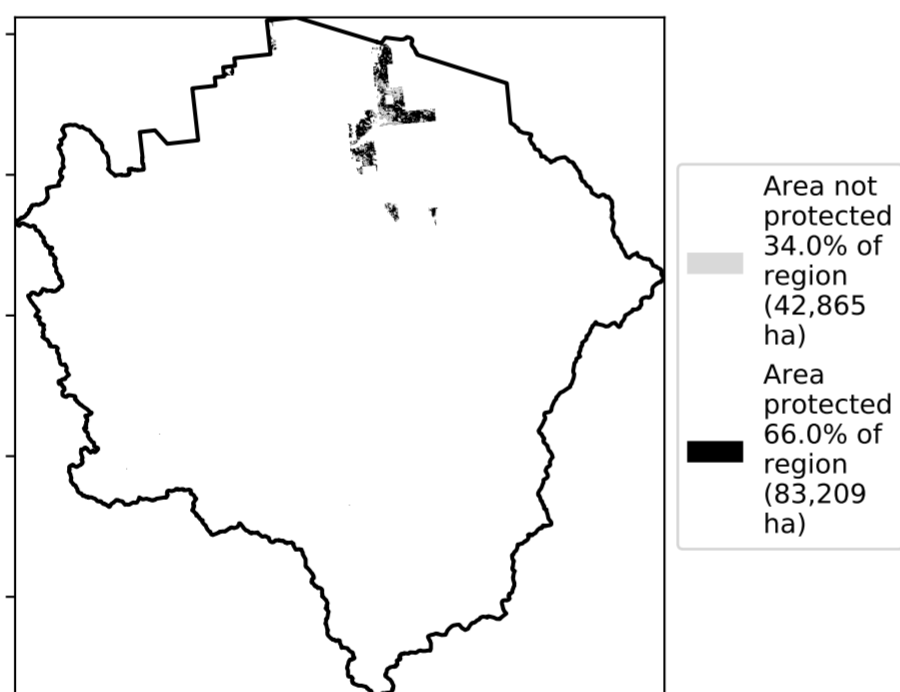 Area not
protected
34.0% of
region
(42,865
ha)
Area
protected
66.0% of
region
(83,209
ha)